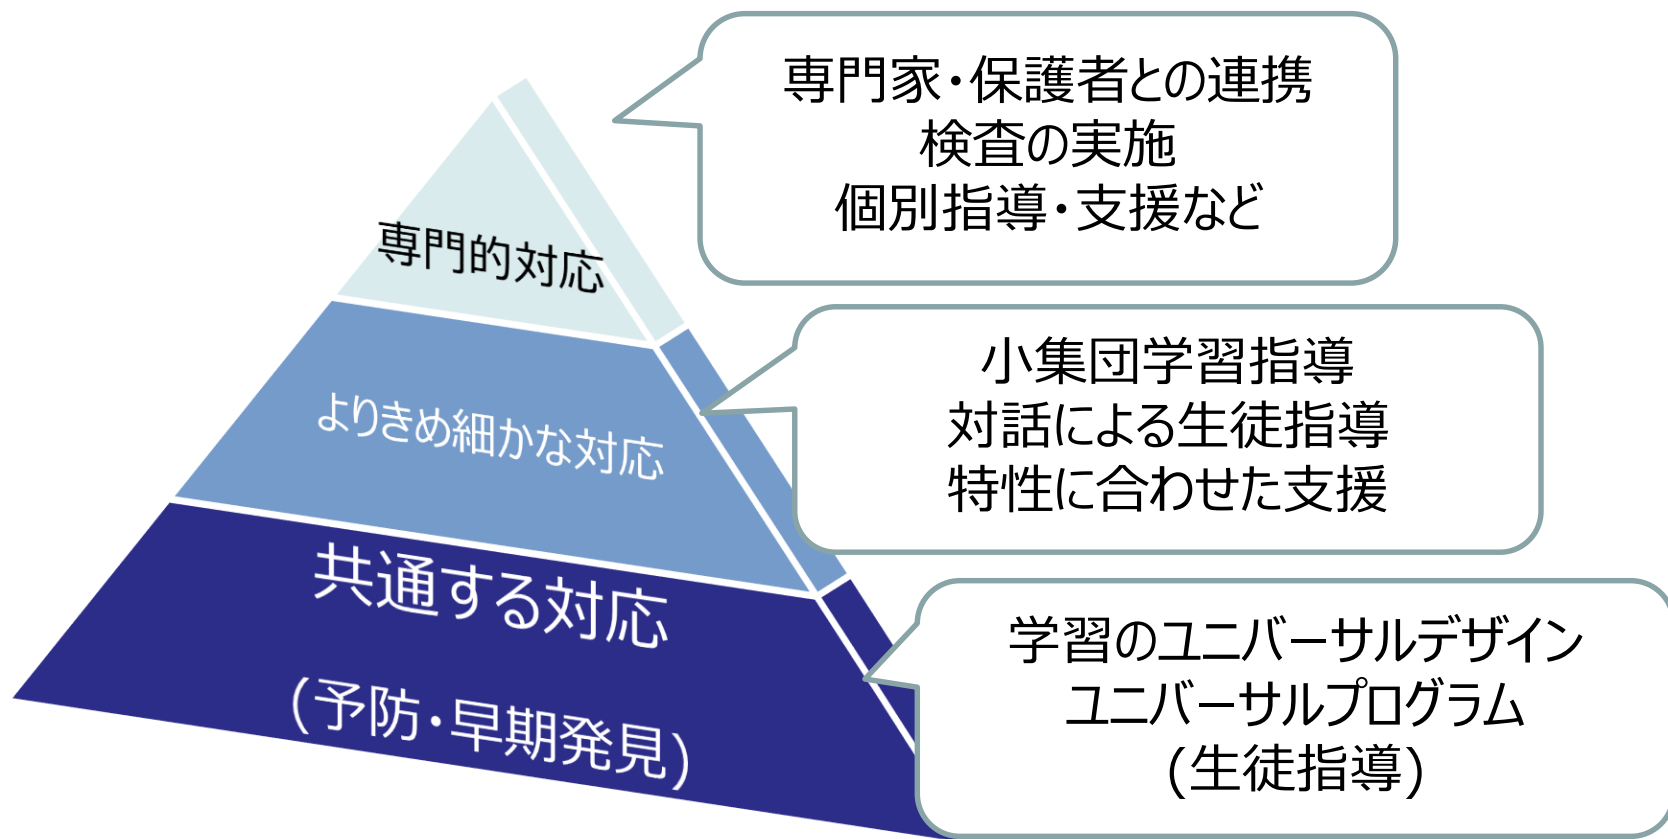 専門家・保護者との連携
検査の実施
個別指導・支援など
専門的対応
小集団学習指導
対話による生徒指導
特性に合わせた支援
よりきめ細かな対応
共通する対応
(予防・早期発見)
学習のユニバーサルデザイン
ユニバーサルプログラム
(生徒指導)